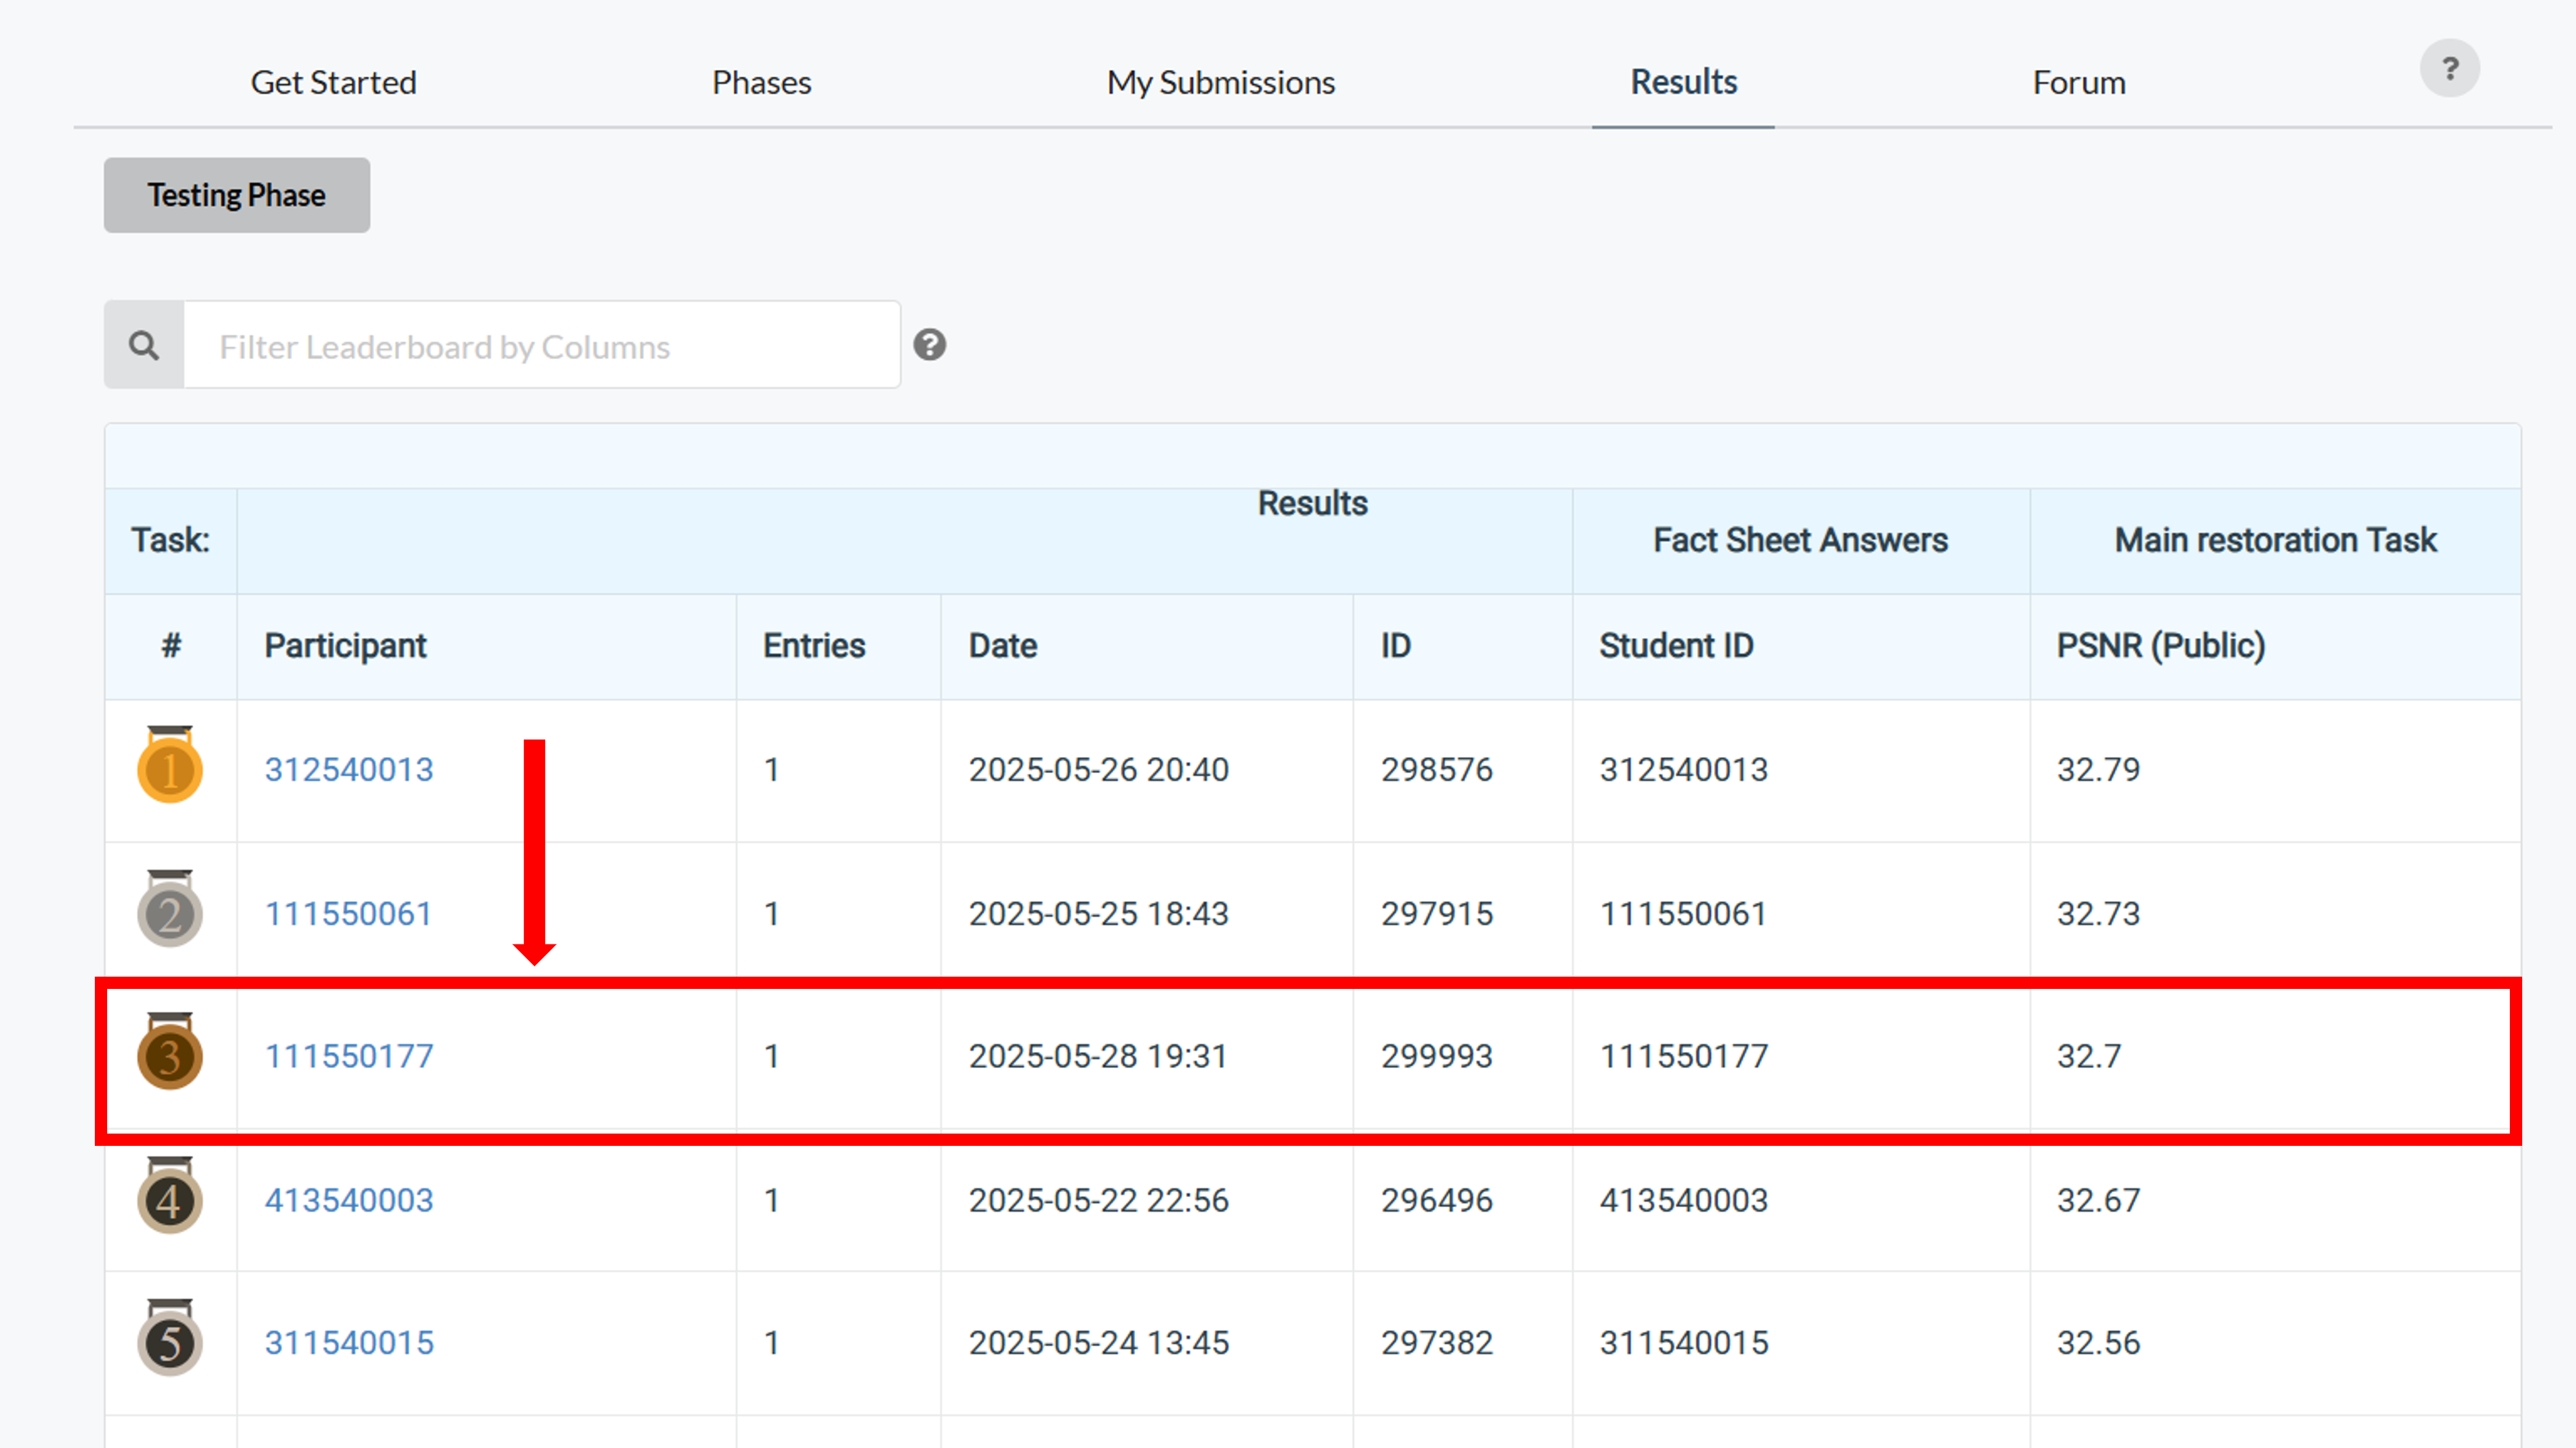 Get Started Phases My Submissions Results Forum ?
Testing Phase
Filter Leaderboard by Columns ?
Results
Task: Fact Sheet Answers Main restoration Task
# Participant Entries Date ID Student ID PSNR (Public)
1 312540013 1 2025-05-26 20:40 298576 312540013 32.79
2 111550061 1 2025-05-25 18:43 297915 111550061 32.73
3 111550177 1 2025-05-28 19:31 299993 111550177 32.7
4 413540003 1 2025-05-22 22:56 296496 413540003 32.67
5 311540015 1 2025-05-24 13:45 297382 311540015 32.56